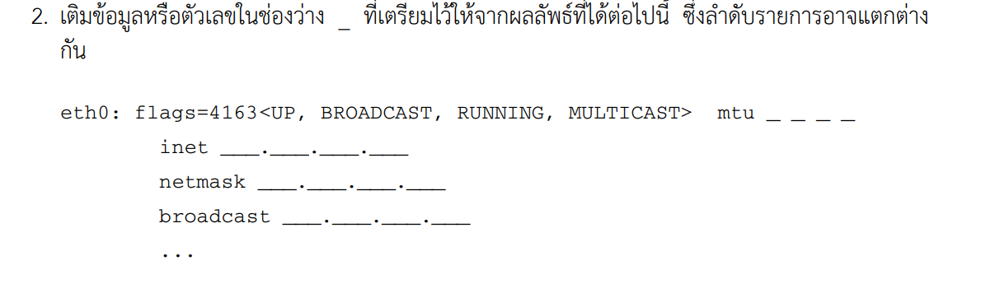 2. เติมข้อมูลหรือตัวเลขในช่องว่าง _ ที่เตรียมไว้ให้จากผลลัพธ์ที่ได้ต่อไปนี้ ซึ่งลำดับรายการอาจแตกต่าง
กัน
eth0: flags=4163<UP, BROADCAST, RUNNING, MULTICAST> mtu _ _ _ _
inet ___.___.___.___
netmask ___.___.___.___
broadcast ___.___.___.___
...